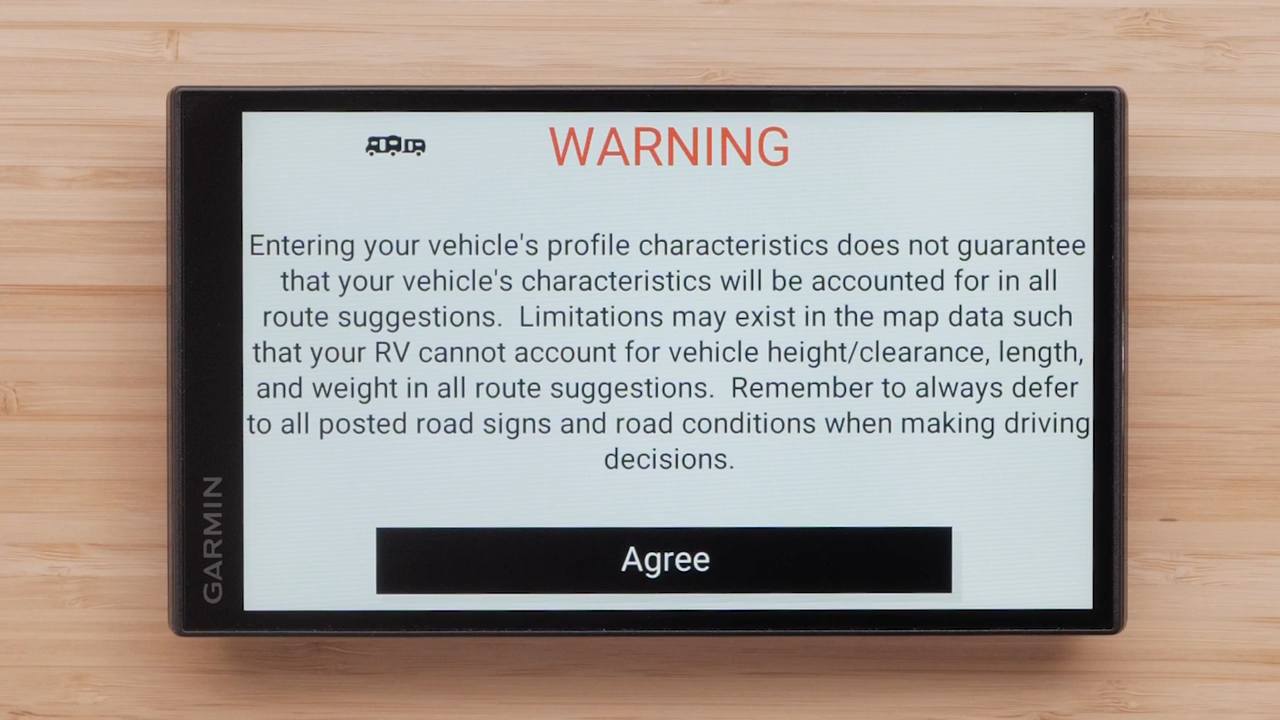 WARNING
Entering your vehicle's profile characteristics does not guarantee
that your vehicle's characteristics will be accounted for in all
route suggestions.  Limitations may exist in the map data such
that your RV cannot account for vehicle height/clearance, length,
and weight in all route suggestions.  Remember to always defer
to all posted road signs and road conditions when making driving
decisions.
Agree
GARMIN